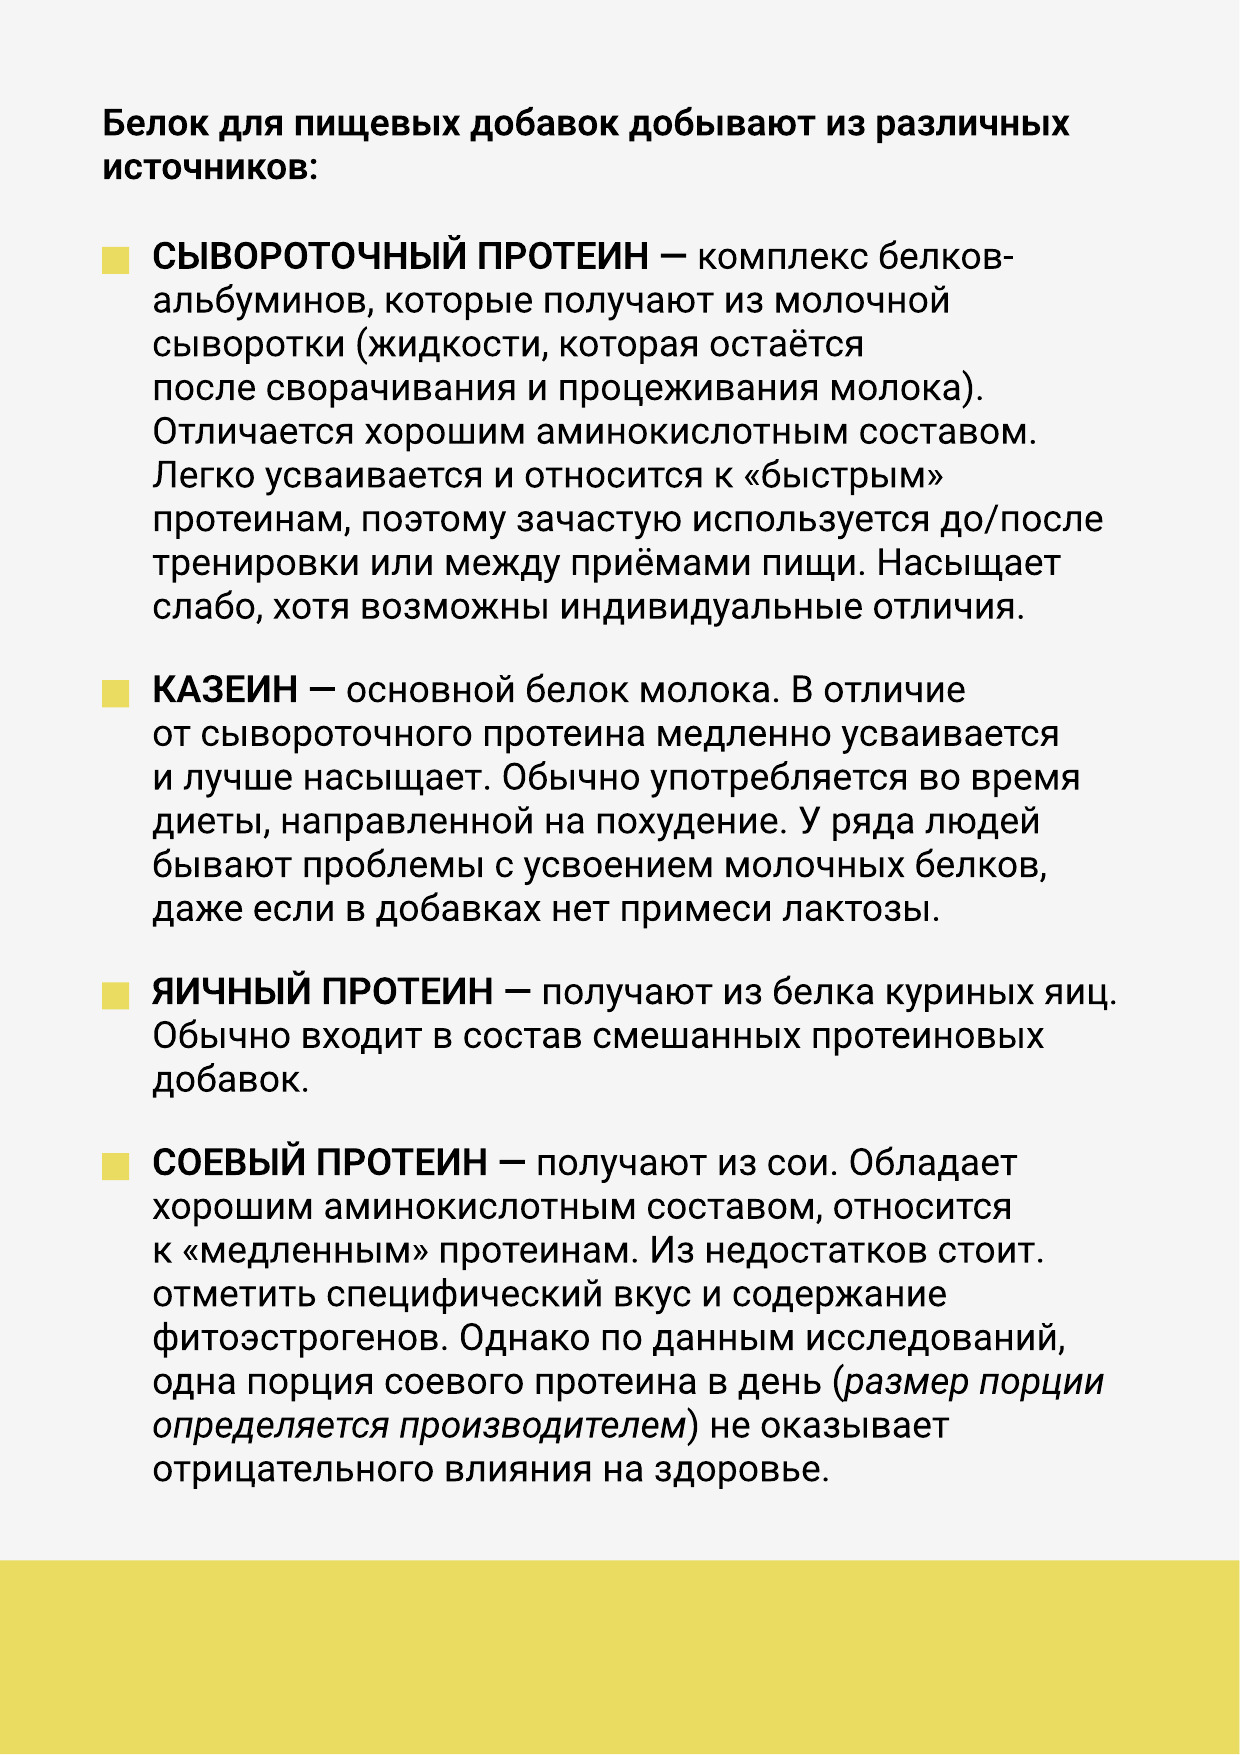 Белок для пищевых добавок добывают из различных
источников:
СЫВОРОТОЧНЫЙ ПРОТЕИН — комплекс белков-
альбуминов, которые получают из молочной
сыворотки (жидкости, которая остаётся
после сворачивания и процеживания молока).
Отличается хорошим аминокислотным составом.
Легко усваивается и относится к «быстрым»
протеинам, поэтому зачастую используется до/после
тренировки или между приёмами пищи. Насыщает
слабо, хотя возможны индивидуальные отличия.
КАЗЕИН — основной белок молока. В отличие
от сывороточного протеина медленно усваивается
и лучше насыщает. Обычно употребляется во время
диеты, направленной на похудение. У ряда людей
бывают проблемы с усвоением молочных белков,
даже если в добавках нет примеси лактозы.
ЯИЧНЫЙ ПРОТЕИН — получают из белка куриных яиц.
Обычно входит в состав смешанных протеиновых
добавок.
СОЕВЫЙ ПРОТЕИН — получают из сои. Обладает
хорошим аминокислотным составом, относится
к «медленным» протеинам. Из недостатков стоит.
отметить специфический вкус и содержание
фитоэстрогенов. Однако по данным исследований,
одна порция соевого протеина в день (размер порции
определяется производителем) не оказывает
отрицательного влияния на здоровье.